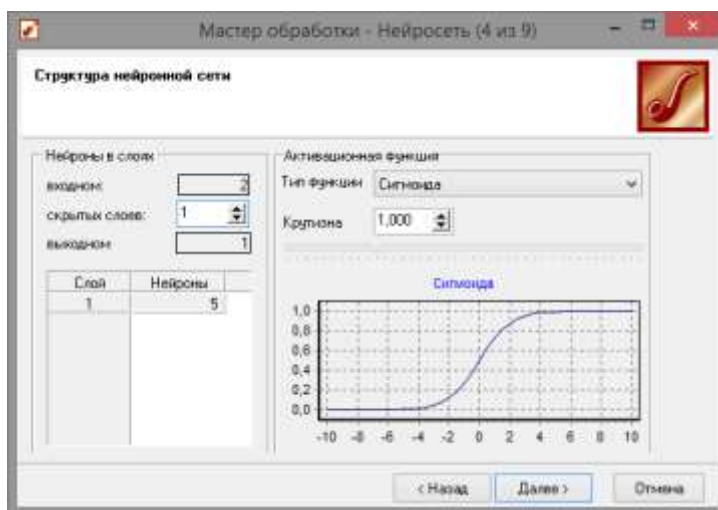 Мастер обработки - Нейросеть (4 из 9)
Структура нейронной сети
Нейроны в слоях
входном: 2
скрытых слоев: 1
выходном 1
Слой Нейроны
1 5
Активационная функция
Тип функции Сигмоида
Крутизна 1,000
Сигмоида
1,0
0,8
0,6
0,4
0,2
0,0
-10 -8 -6 -4 -2 0 2 4 6 8 10
< Назад Далее > Отмена